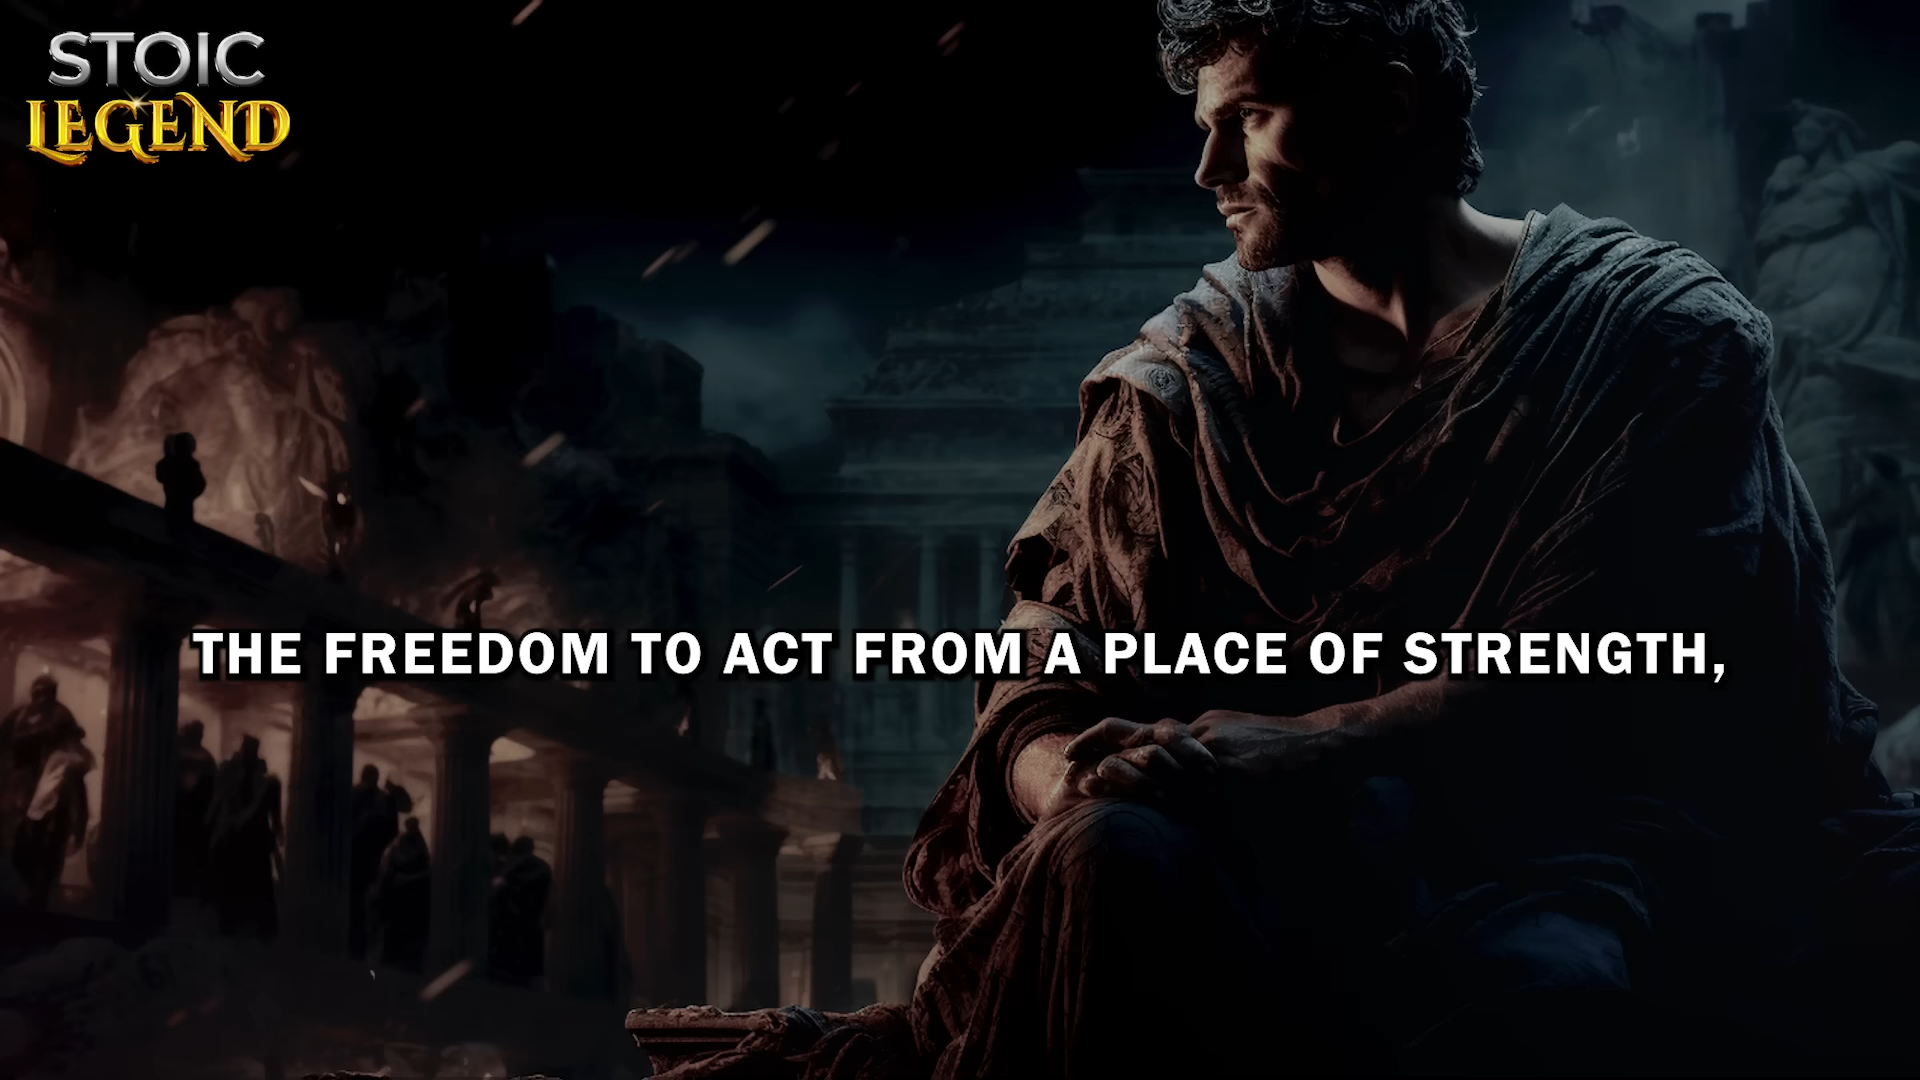 STOIC
LEGEND
THE FREEDOM TO ACT FROM A PLACE OF STRENGTH,